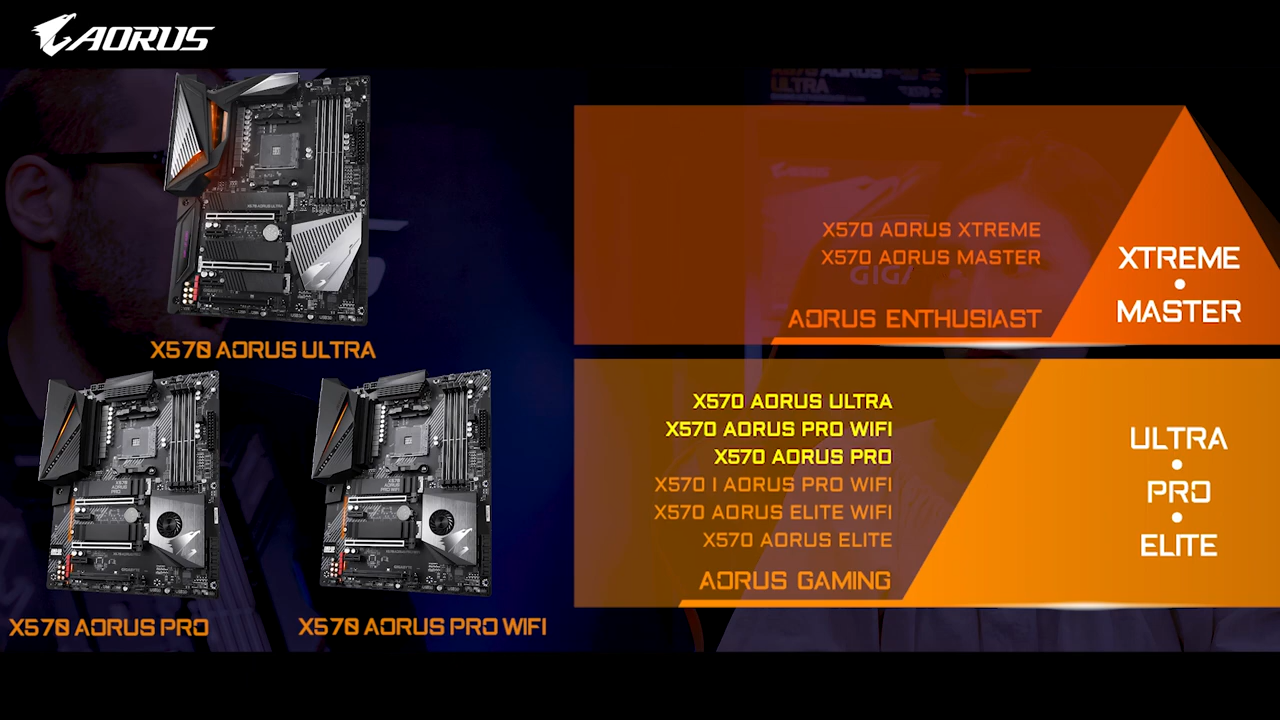 AORUS
X570 AORUS ULTRA
X570 AORUS PRO
X570 AORUS PRO WIFI
X570 AORUS XTREME
X570 AORUS MASTER
AORUS ENTHUSIAST
XTREME
•
MASTER
X570 AORUS ULTRA
X570 AORUS PRO WIFI
X570 AORUS PRO
X570 I AORUS PRO WIFI
X570 AORUS ELITE WIFI
X570 AORUS ELITE
AORUS GAMING
ULTRA
•
PRO
•
ELITE